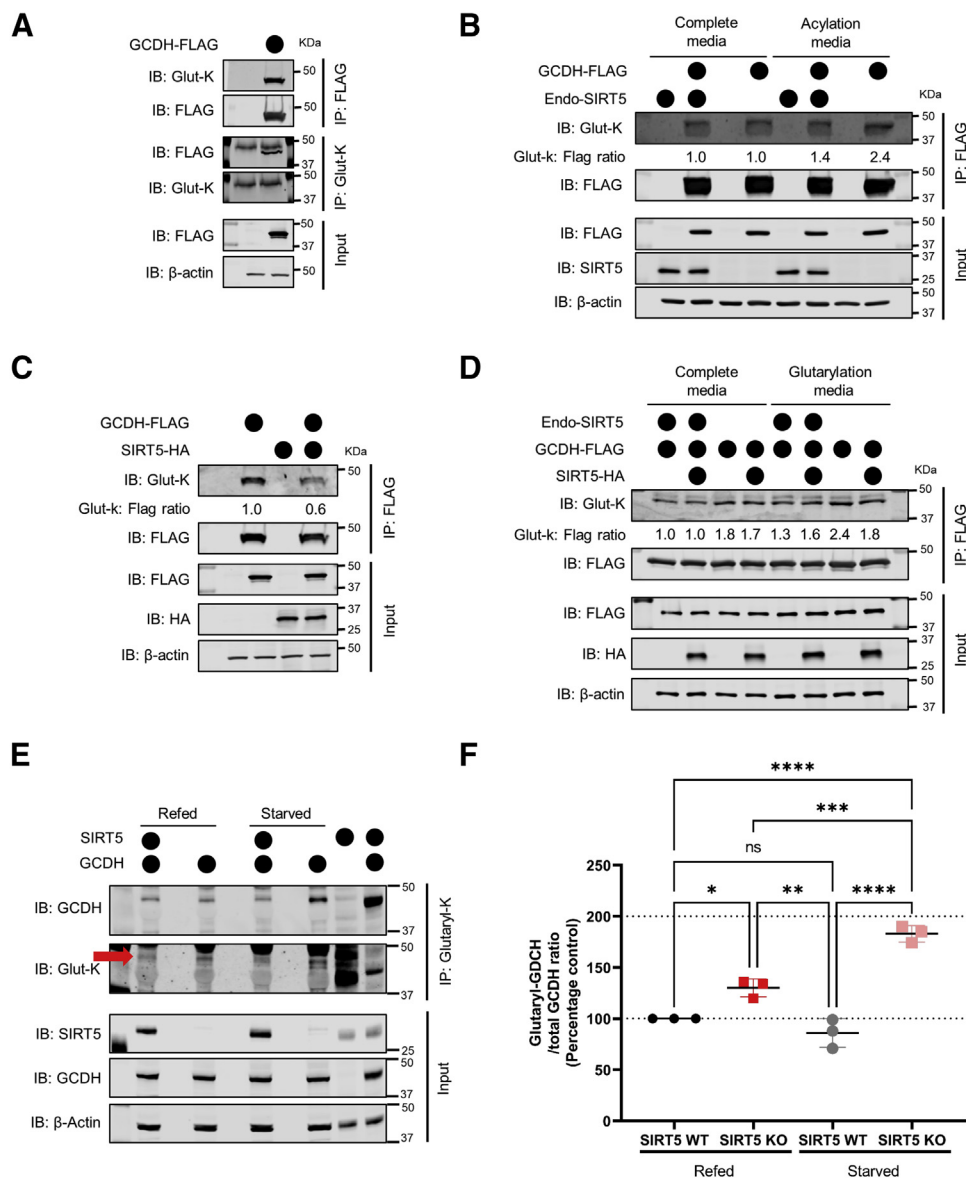 A
GCDH-FLAG KDa
IB: Glut-K 50 37
IB: FLAG 50
IP: FLAG
IB: FLAG 50 37
IB: Glut-K 50 37
IP: Glut-K
IB: FLAG 50 37
IB: β-actin 50
Input
B
Complete media
Acylation media
GCDH-FLAG
Endo-SIRT5 KDa
IB: Glut-K 50 37
Glut-k: Flag ratio 1.0 1.0 1.4 2.4
IB: FLAG 50 37
IP: FLAG
IB: FLAG 50 37
IB: SIRT5 37 25
IB: β-actin 50 37
Input
C
GCDH-FLAG
SIRT5-HA KDa
IB: Glut-K 50 37
Glut-k: Flag ratio 1.0 0.6
IB: FLAG 50
IP: FLAG
IB: FLAG 50 37
IB: HA 37 25
IB: β-actin 50
Input
D
Complete media
Glutarylation media
Endo-SIRT5
GCDH-FLAG
SIRT5-HA KDa
IB: Glut-K 50 37
Glut-k: Flag ratio 1.0 1.0 1.8 1.7 1.3 1.6 2.4 1.8
IB: FLAG 50
IP: FLAG
IB: FLAG 50 37
IB: HA 37 25
IB: β-actin 50 37
Input
E
Refed Starved
SIRT5
GCDH
IB: GCDH 50 37
IB: Glut-K 50 37
IP: Glutaryl-K
IB: SIRT5 25
IB: GCDH 50 37
IB: β-Actin 50 37
Input
F
****
***
ns
* ** ****
Glutaryl-GDCH
/total GCDH ratio
(Percentage control)
250
200
150
100
50
0
SIRT5 WT SIRT5 KO SIRT5 WT SIRT5 KO
Refed Starved